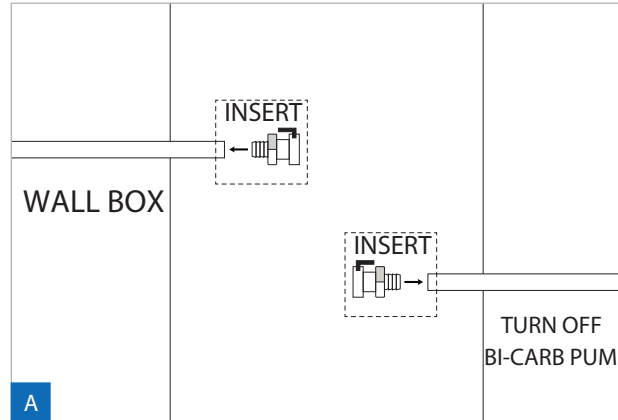 INSERT
WALL BOX
INSERT
TURN OFF
BI-CARB PUM
A